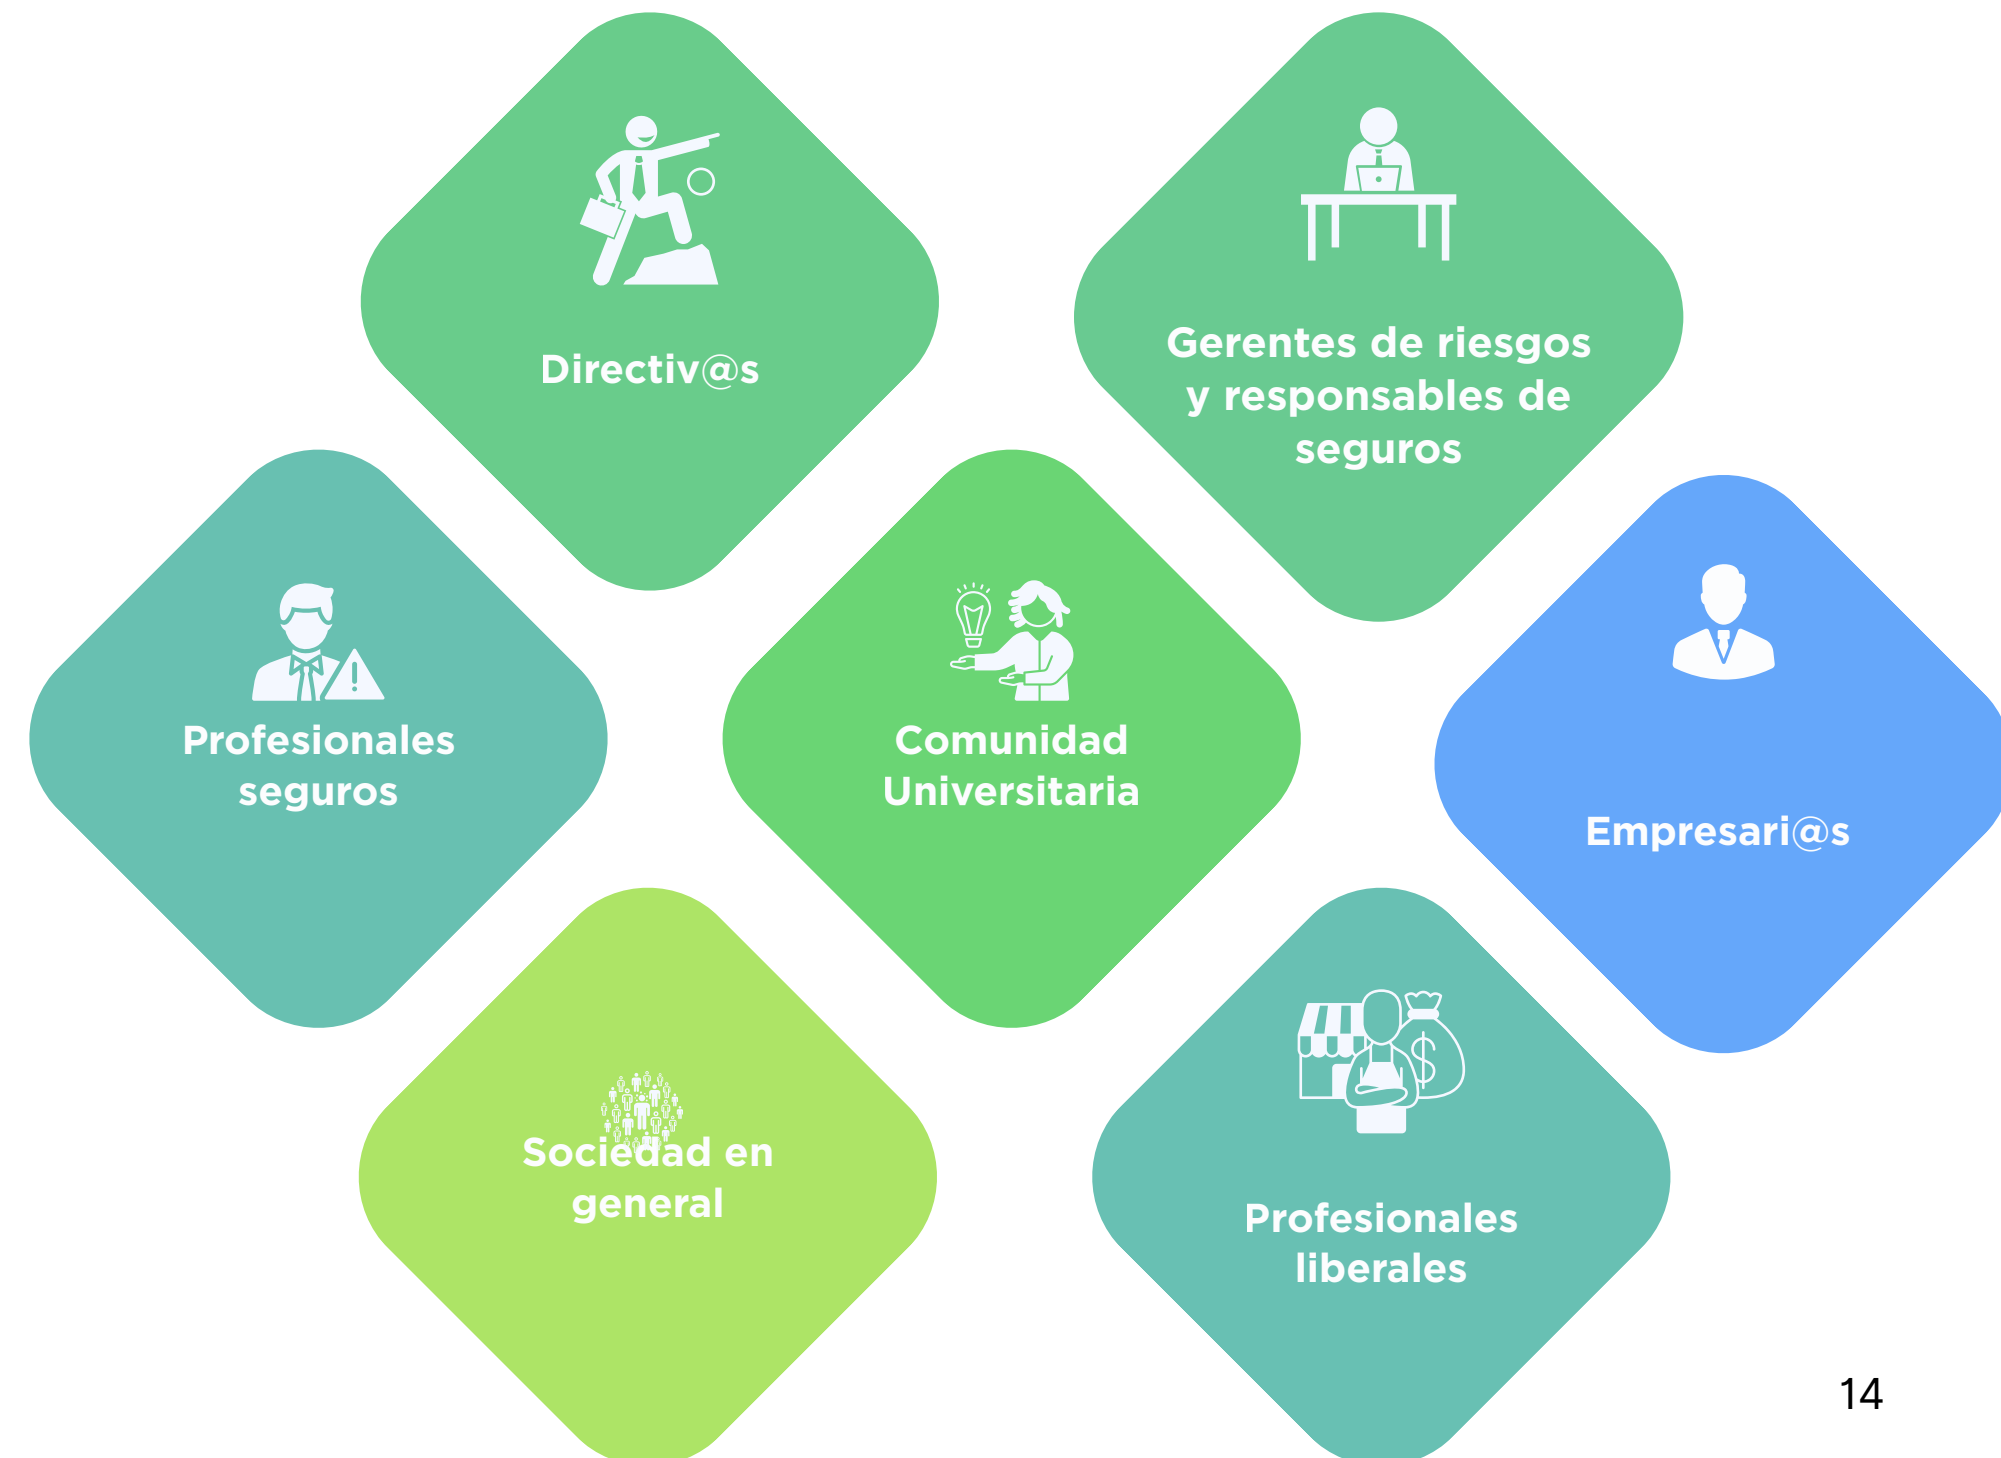 Directiv@s
Gerentes de riesgos
y responsables de
seguros
Profesionales
seguros
Comunidad
Universitaria
Empresari@s
Sociedad en
general
Profesionales
liberales
14